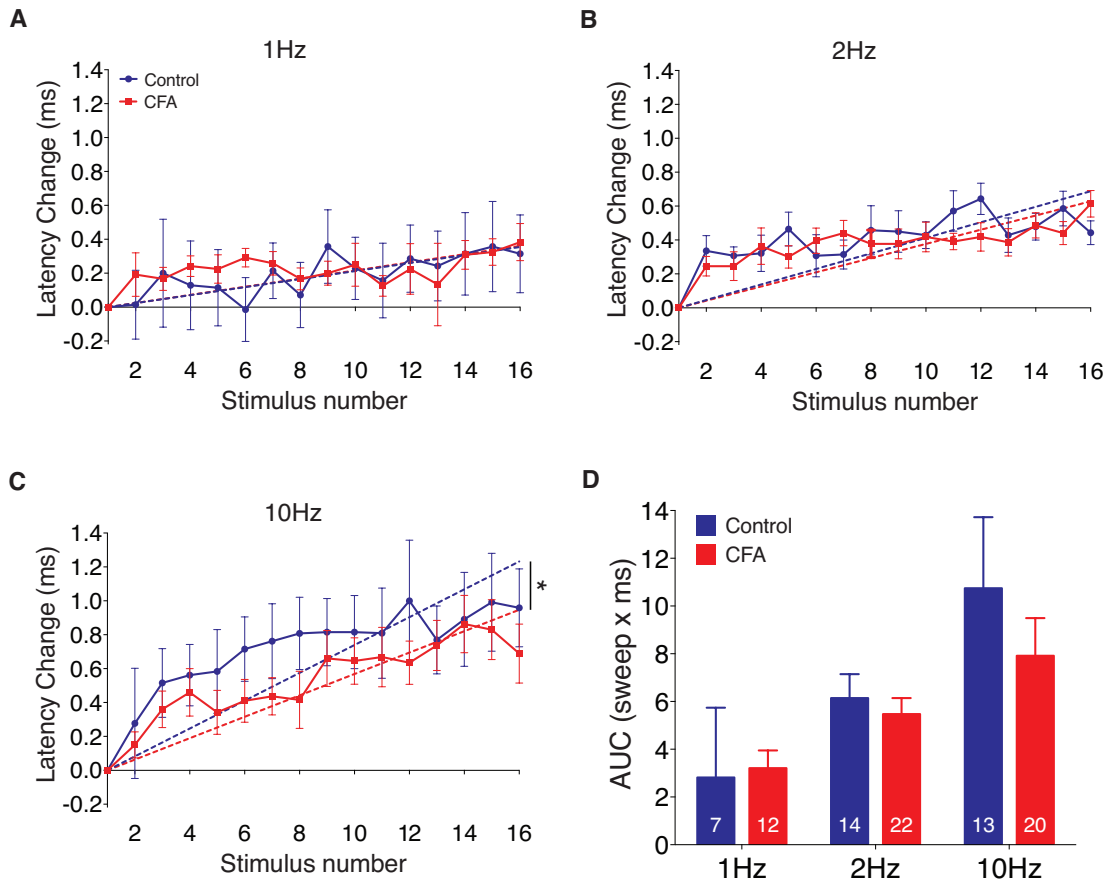 A
1Hz
Latency Change (ms)
1.4
1.2
1.0
0.8
0.6
0.4
0.2
0.0
-0.2
Control
CFA
2 4 6 8 10 12 14 16
Stimulus number
B
2Hz
Latency Change (ms)
1.4
1.2
1.0
0.8
0.6
0.4
0.2
0.0
-0.2
2 4 6 8 10 12 14 16
Stimulus number
C
10Hz
Latency Change (ms)
1.4
1.2
1.0
0.8
0.6
0.4
0.2
0.0
-0.2
*
2 4 6 8 10 12 14 16
Stimulus number
D
AUC (sweep x ms)
14
12
10
8
6
4
2
0
Control
CFA
7 12 14 22 13 20
1Hz 2Hz 10Hz